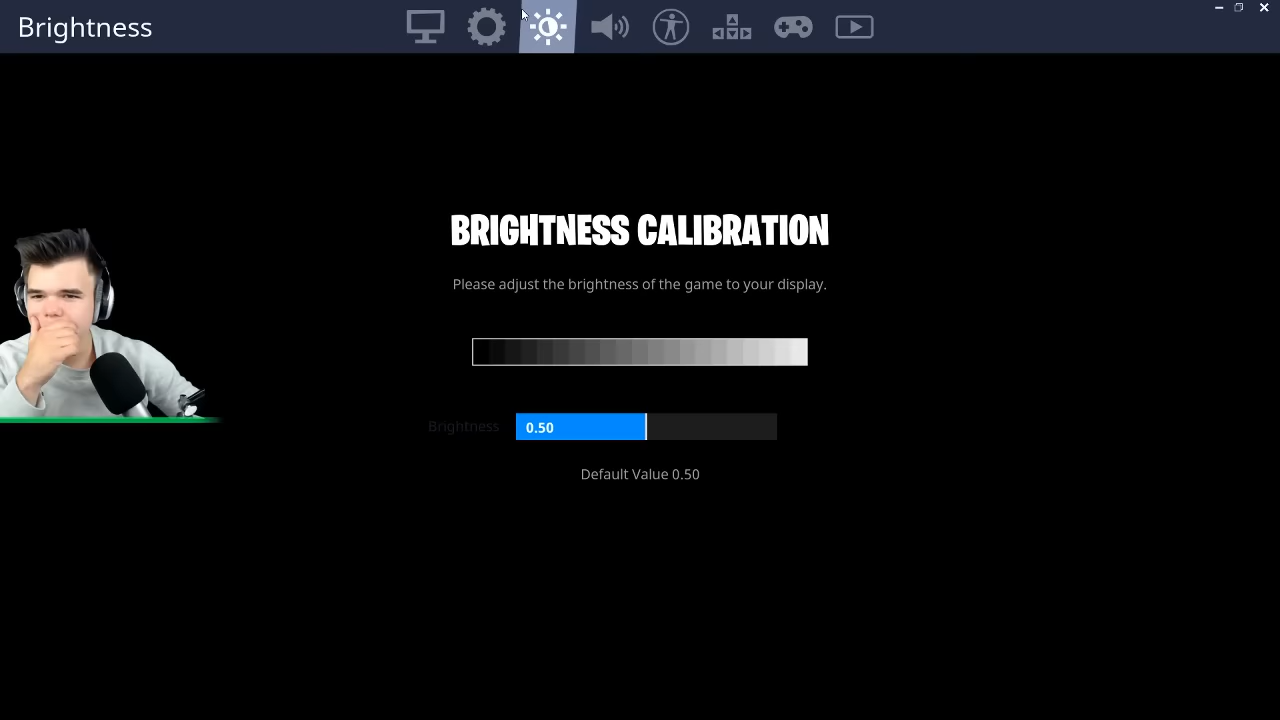 Brightness
BRIGHTNESS CALIBRATION
Please adjust the brightness of the game to your display.
Brightness
0.50
Default Value 0.50